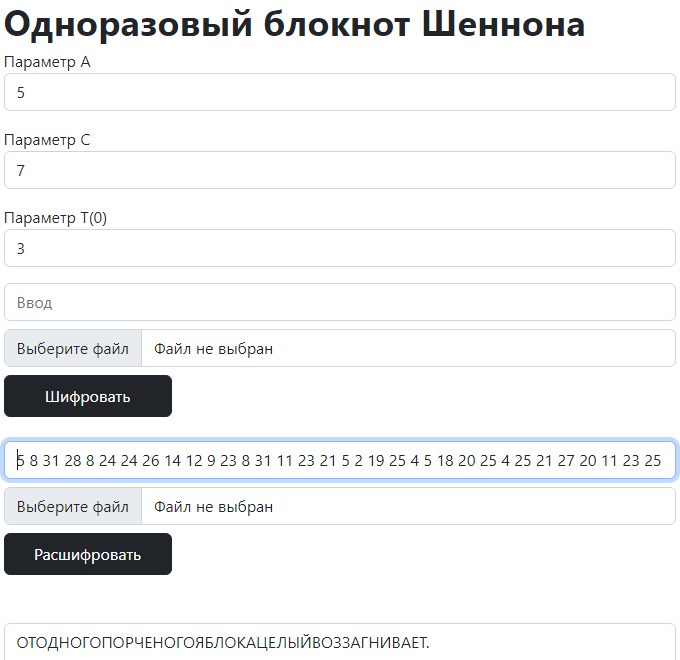 Одноразовый блокнот Шеннона
Параметр A
5
Параметр C
7
Параметр T(0)
3
Ввод
Выберите файл Файл не выбран
Шифровать
5 8 31 28 8 24 24 26 14 12 9 23 8 31 11 23 21 5 2 19 25 4 5 18 20 25 4 25 21 27 20 11 23 25
Выберите файл Файл не выбран
Расшифровать
ОТОДНОГОПОРЧЕНОГОЯБЛОКАЦЕЛЫЙВОЗЗАГНИВАЕТ.